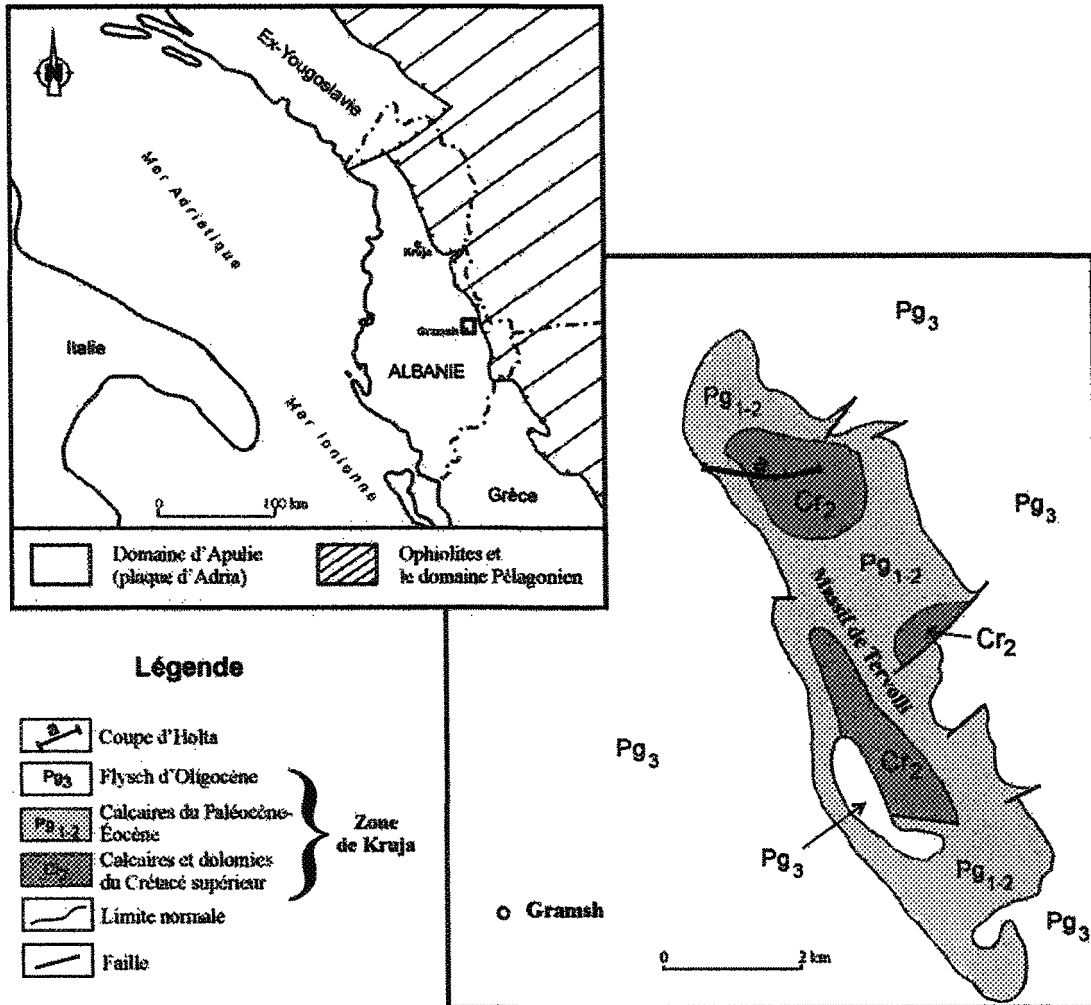 N
Ex-Yougoslavie
Mer Adriatique
Kruja
Gramsh
Italie
ALBANIE
Mer Ionienne
Grèce
0 100 km
Domaine d'Apulie
(plaque d'Adria)
Ophiolites et
le domaine Pélagonien
Légende
a
Coupe d'Holta
Pg3
Flysch d'Oligocène
Pg1-2
Calcaires du Paléocène-
Éocène
Cr2
Calcaires et dolomies
du Crétacé supérieur
Zone
de Kruja
Limite normale
Faille
Pg3
Pg1-2
a
Cr2
Pg3
Pg1-2
Massif de Tervolli
Cr2
Pg3
Cr2
Pg3
Pg1-2
Gramsh
Pg3
0 2 km